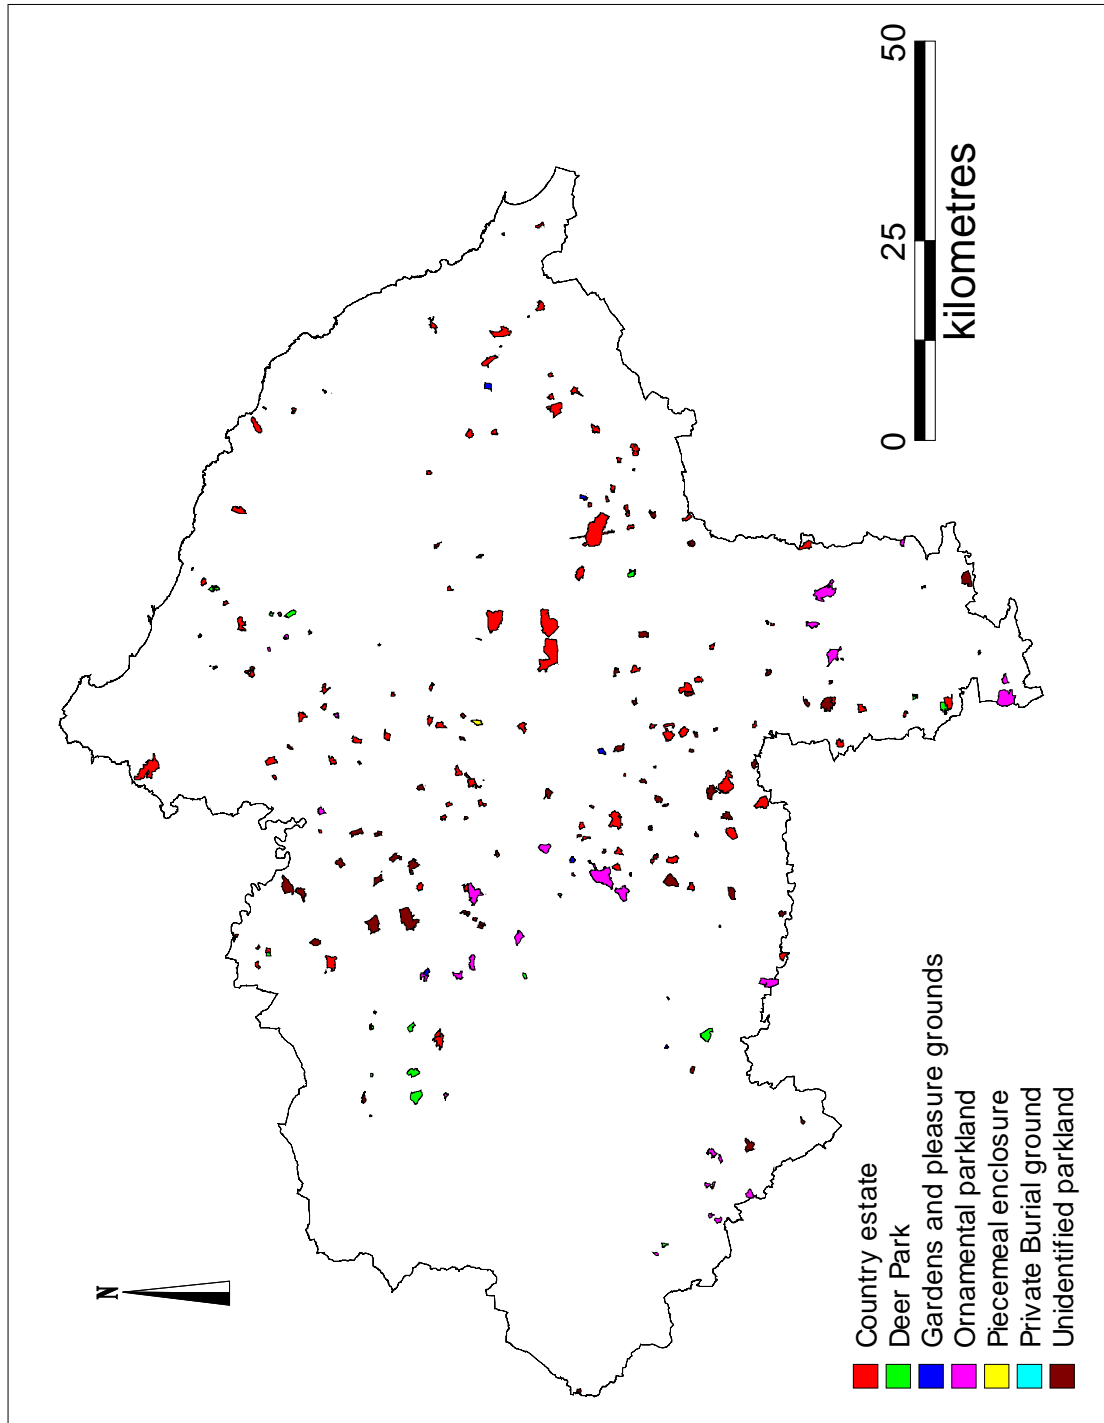 N
0 25 50
kilometres
Country estate
Deer Park
Gardens and pleasure grounds
Ornamental parkland
Piecemeal enclosure
Private Burial ground
Unidentified parkland